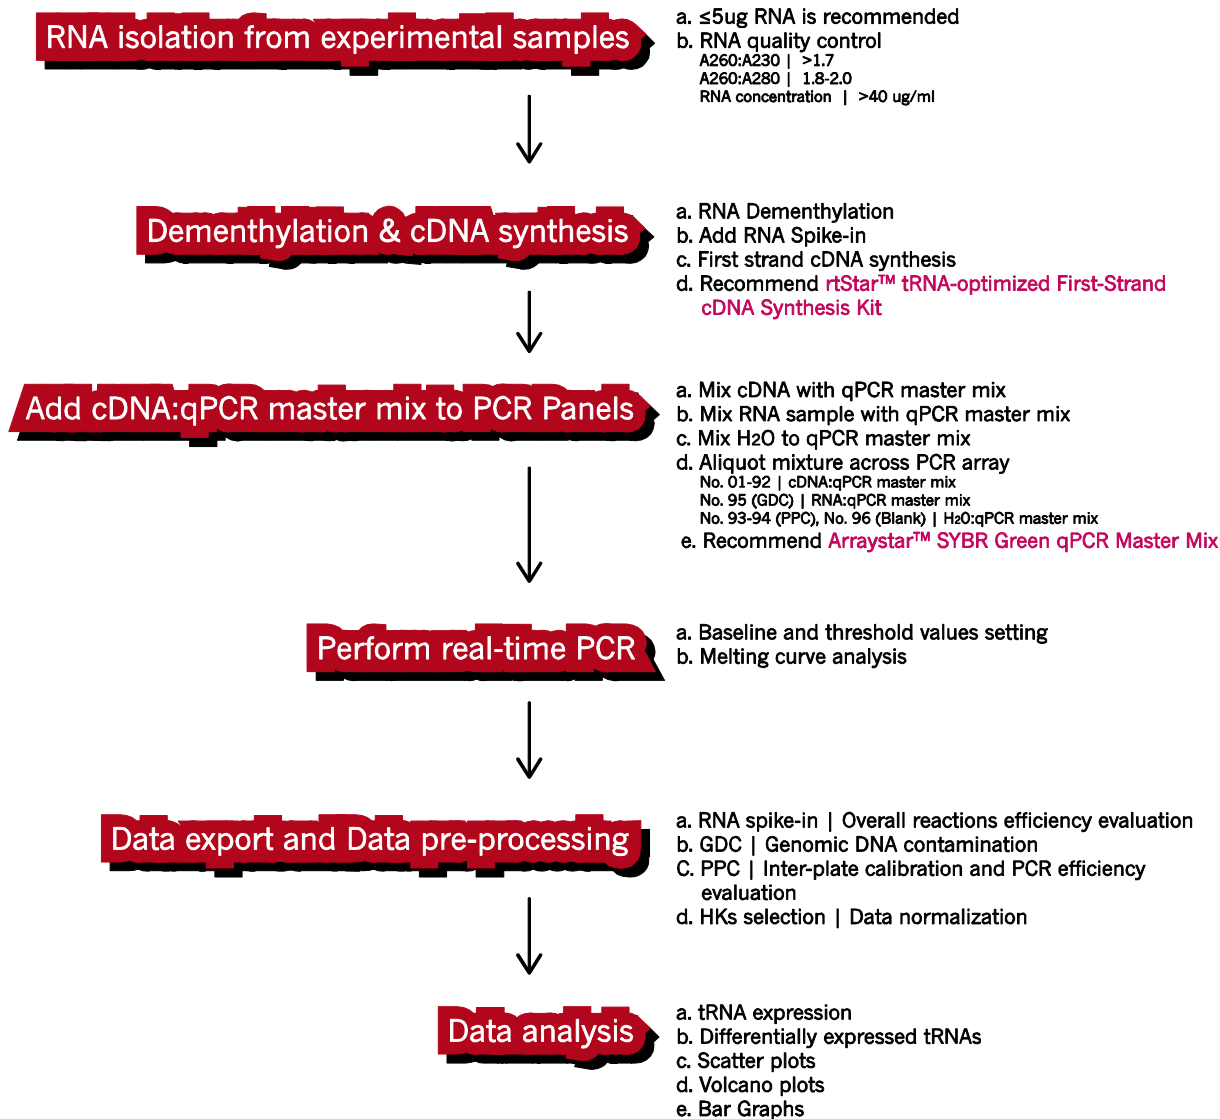 RNA isolation from experimental samples
a. ≤5ug RNA is recommended
b. RNA quality control
A260:A230 | >1.7
A260:A280 | 1.8-2.0
RNA concentration | >40 ug/ml
Dementhylation & cDNA synthesis
a. RNA Dementhylation
b. Add RNA Spike-in
c. First strand cDNA synthesis
d. Recommend rtStar™ tRNA-optimized First-Strand
cDNA Synthesis Kit
Add cDNA:qPCR master mix to PCR Panels
a. Mix cDNA with qPCR master mix
b. Mix RNA sample with qPCR master mix
c. Mix H2O to qPCR master mix
d. Aliquot mixture across PCR array
No. 01-92 | cDNA:qPCR master mix
No. 95 (GDC) | RNA:qPCR master mix
No. 93-94 (PPC), No. 96 (Blank) | H2O:qPCR master mix
e. Recommend Arraystar™ SYBR Green qPCR Master Mix
Perform real-time PCR
a. Baseline and threshold values setting
b. Melting curve analysis
Data export and Data pre-processing
a. RNA spike-in | Overall reactions efficiency evaluation
b. GDC | Genomic DNA contamination
C. PPC | Inter-plate calibration and PCR efficiency
evaluation
d. HKs selection | Data normalization
Data analysis
a. tRNA expression
b. Differentially expressed tRNAs
c. Scatter plots
d. Volcano plots
e. Bar Graphs